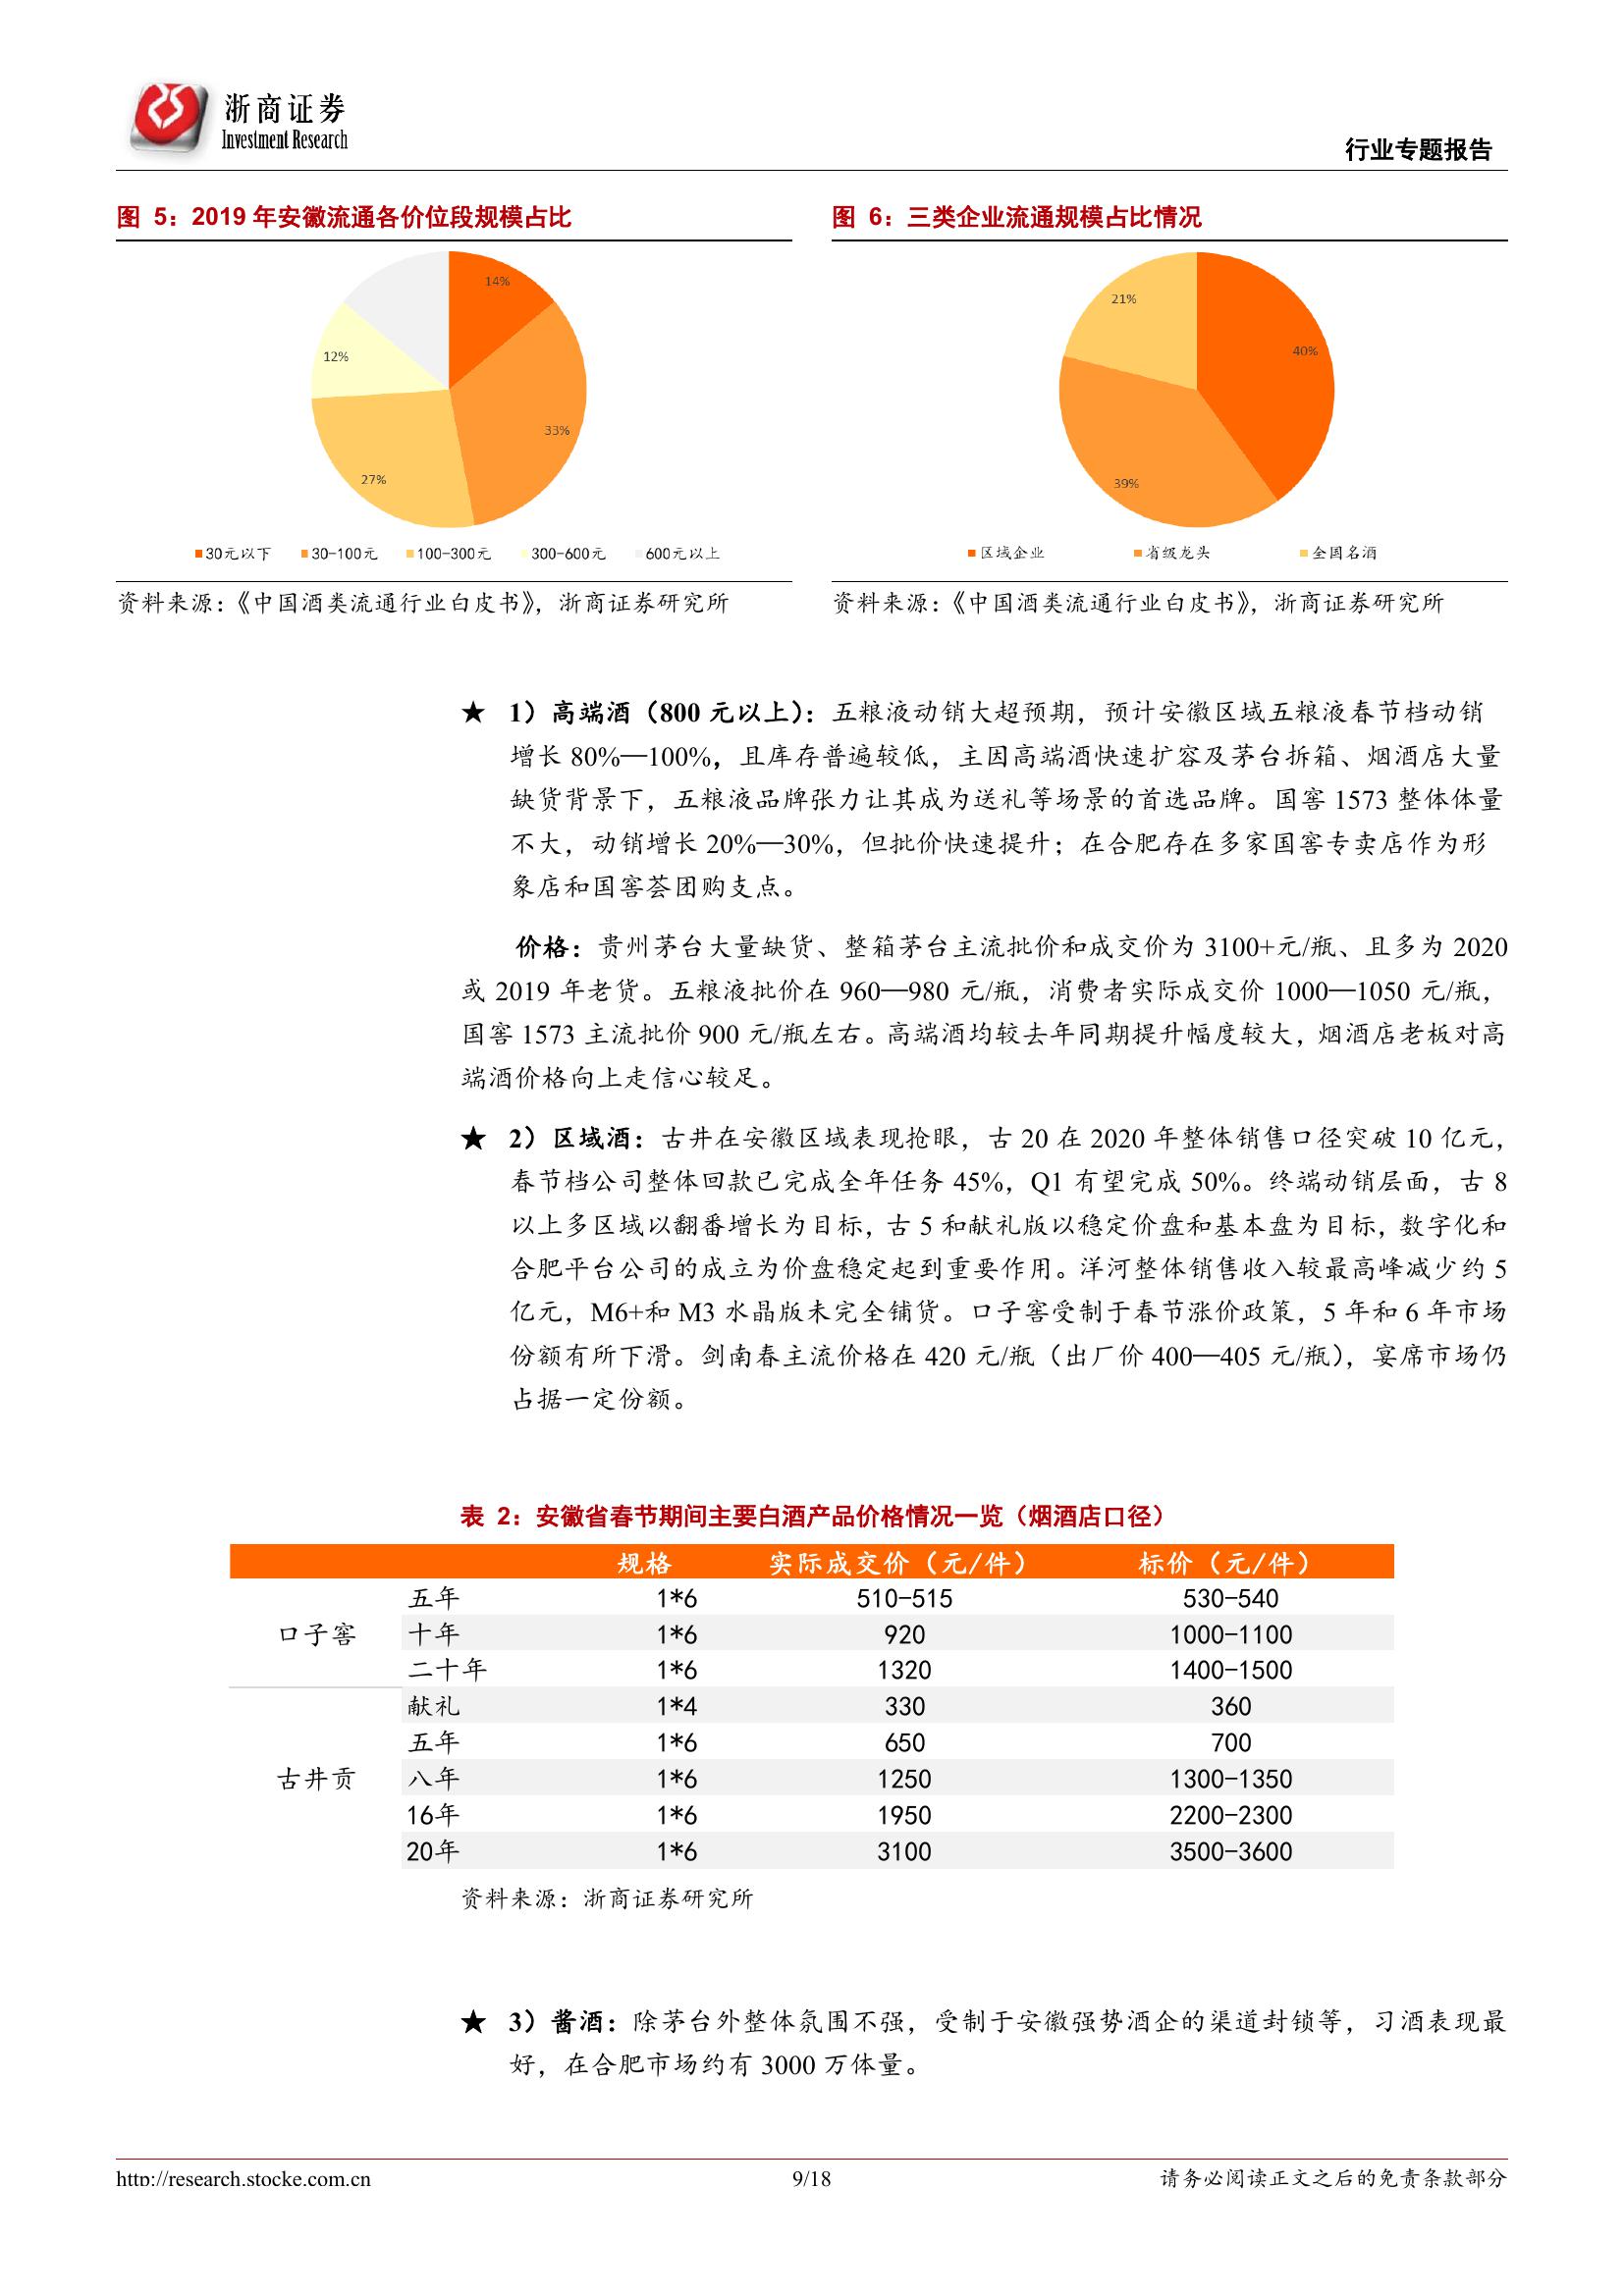 浙商证券
Investment Research
行业专题报告
图 5：2019 年安徽流通各价位段规模占比
14%
12%
33%
27%
30元以下 30-100元 100-300元 300-600元 600元以上
资料来源：《中国酒类流通行业白皮书》，浙商证券研究所
图 6：三类企业流通规模占比情况
21%
40%
39%
区域企业 省级龙头 全国名酒
资料来源：《中国酒类流通行业白皮书》，浙商证券研究所
★ 1）高端酒（800 元以上）：五粮液动销大超预期，预计安徽区域五粮液春节档动销
增长 80%—100%，且库存普遍较低，主因高端酒快速扩容及茅台拆箱、烟酒店大量
缺货背景下，五粮液品牌张力让其成为送礼等场景的首选品牌。国窖 1573 整体体量
不大，动销增长 20%—30%，但批价快速提升；在合肥存在多家国窖专卖店作为形
象店和国窖荟团购支点。
价格：贵州茅台大量缺货、整箱茅台主流批价和成交价为 3100+元/瓶、且多为 2020
或 2019 年老货。五粮液批价在 960—980 元/瓶，消费者实际成交价 1000—1050 元/瓶，
国窖 1573 主流批价 900 元/瓶左右。高端酒均较去年同期提升幅度较大，烟酒店老板对高
端酒价格向上走信心较足。
★ 2）区域酒：古井在安徽区域表现抢眼，古 20 在 2020 年整体销售口径突破 10 亿元，
春节档公司整体回款已完成全年任务 45%，Q1 有望完成 50%。终端动销层面，古 8
以上多区域以翻番增长为目标，古 5 和献礼版以稳定价盘和基本盘为目标，数字化和
合肥平台公司的成立为价盘稳定起到重要作用。洋河整体销售收入较最高峰减少约 5
亿元，M6+和 M3 水晶版未完全铺货。口子窖受制于春节涨价政策，5 年和 6 年市场
份额有所下滑。剑南春主流价格在 420 元/瓶（出厂价 400—405 元/瓶），宴席市场仍
占据一定份额。
表 2：安徽省春节期间主要白酒产品价格情况一览（烟酒店口径）
规格 实际成交价（元/件） 标价（元/件）
五年 1*6 510-515 530-540
口子窖 十年 1*6 920 1000-1100
二十年 1*6 1320 1400-1500
献礼 1*4 330 360
五年 1*6 650 700
古井贡 八年 1*6 1250 1300-1350
16年 1*6 1950 2200-2300
20年 1*6 3100 3500-3600
资料来源：浙商证券研究所
★ 3）酱酒：除茅台外整体氛围不强，受制于安徽强势酒企的渠道封锁等，习酒表现最
好，在合肥市场约有 3000 万体量。
http://research.stocke.com.cn 9/18 请务必阅读正文之后的免责条款部分